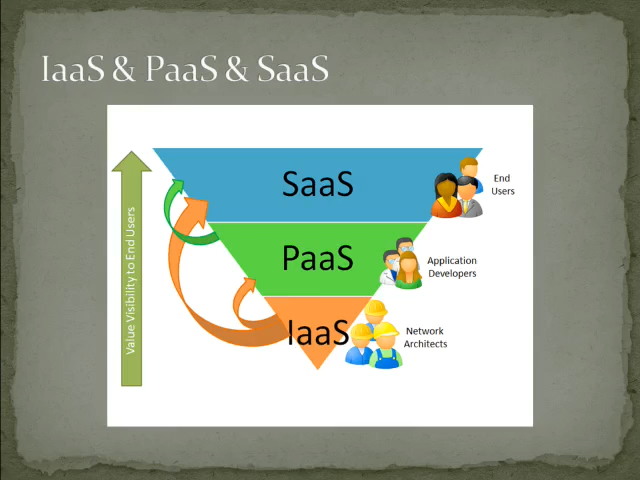 IaaS & PaaS & SaaS
Value Visibility to End Users
SaaS
End
Users
PaaS
Application
Developers
IaaS
Network
Architects